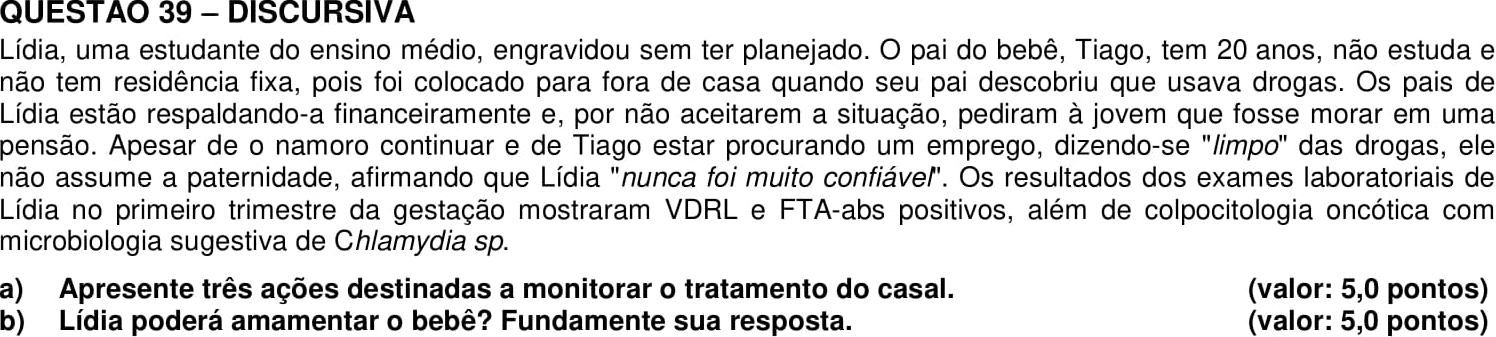 QUESTÃO 39 – DISCURSIVA
Lídia, uma estudante do ensino médio, engravidou sem ter planejado. O pai do bebê, Tiago, tem 20 anos, não estuda e
não tem residência fixa, pois foi colocado para fora de casa quando seu pai descobriu que usava drogas. Os pais de
Lídia estão respaldando-a financeiramente e, por não aceitarem a situação, pediram à jovem que fosse morar em uma
pensão. Apesar de o namoro continuar e de Tiago estar procurando um emprego, dizendo-se "limpo" das drogas, ele
não assume a paternidade, afirmando que Lídia "nunca foi muito confiável". Os resultados dos exames laboratoriais de
Lídia no primeiro trimestre da gestação mostraram VDRL e FTA-abs positivos, além de colpocitologia oncótica com
microbiologia sugestiva de Chlamydia sp.
a) Apresente três ações destinadas a monitorar o tratamento do casal. (valor: 5,0 pontos)
b) Lídia poderá amamentar o bebê? Fundamente sua resposta. (valor: 5,0 pontos)